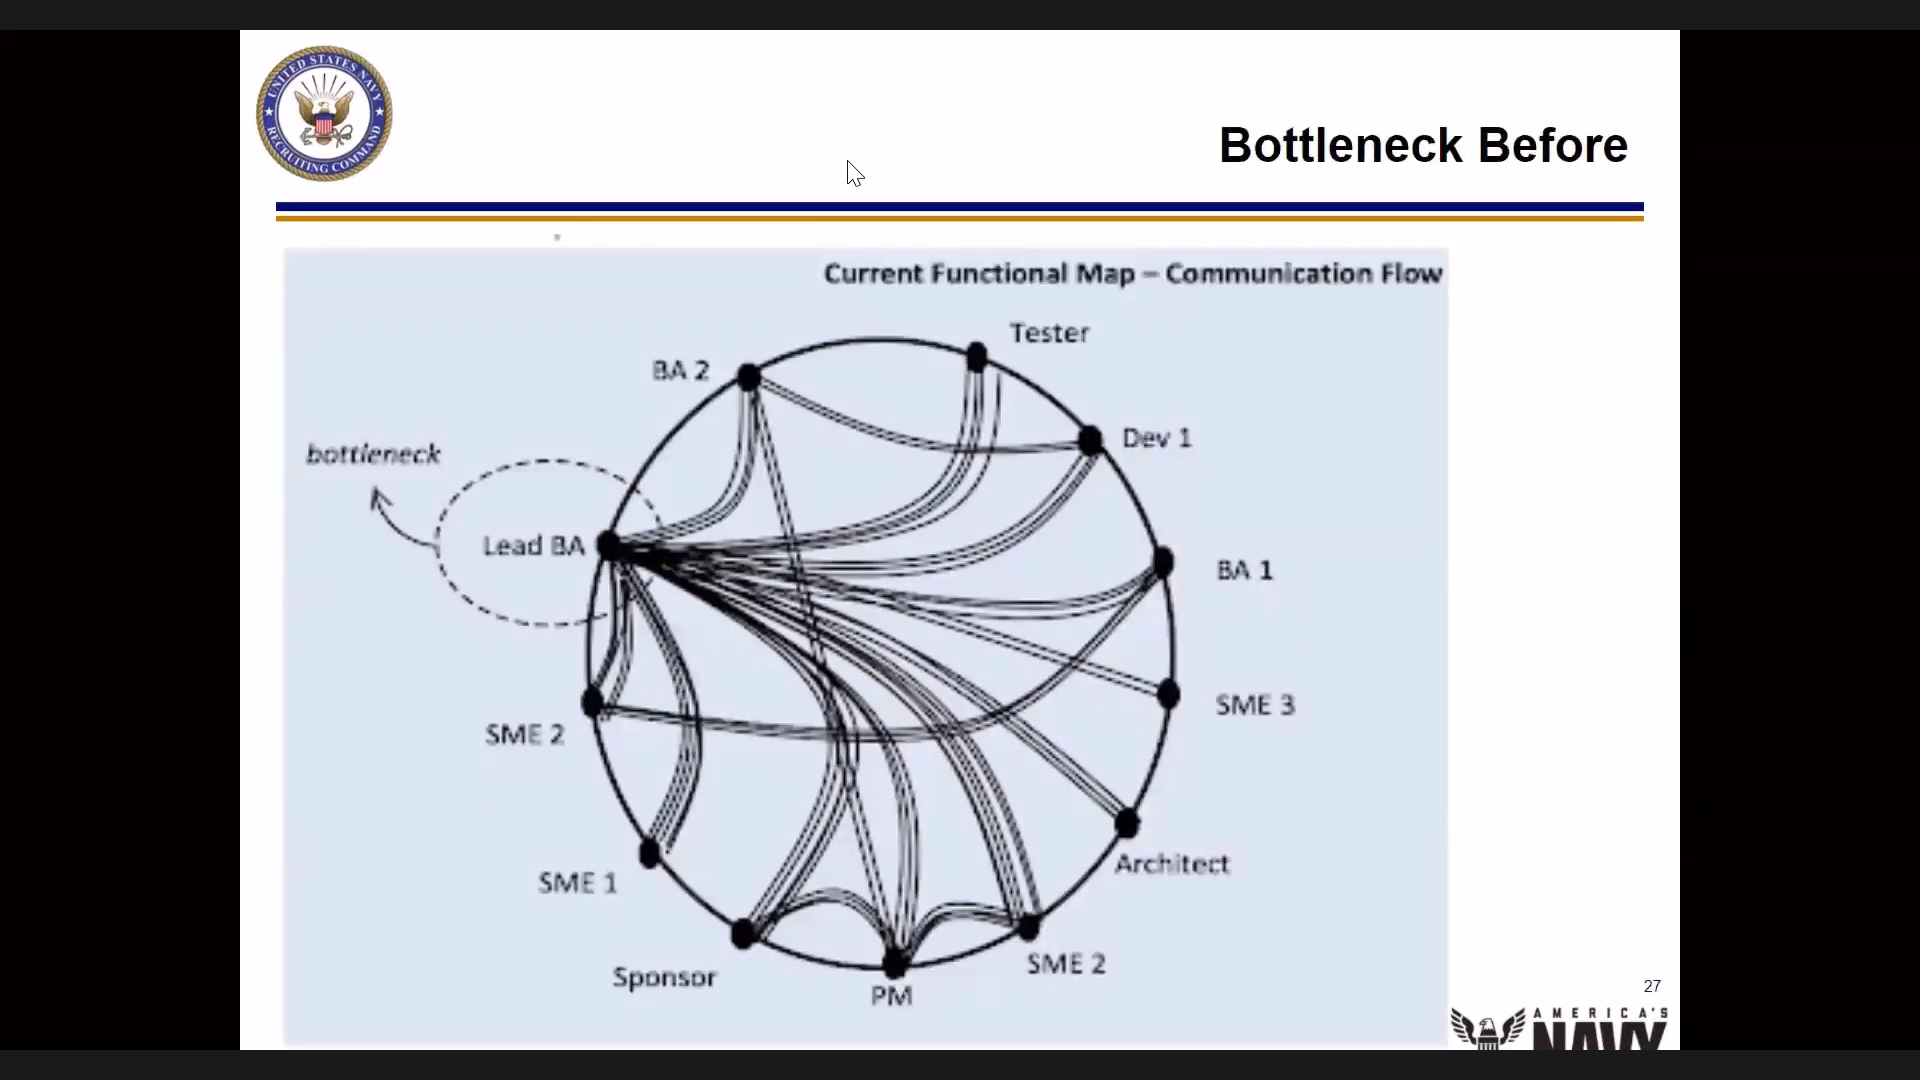 UNITED STATES NAVY
RECRUITING COMMAND
Bottleneck Before
Current Functional Map – Communication Flow
Tester
BA 2
Dev 1
bottleneck
Lead BA
BA 1
SME 3
SME 2
Architect
SME 1
SME 2
Sponsor
PM
27
AMERICA'S
NAVY